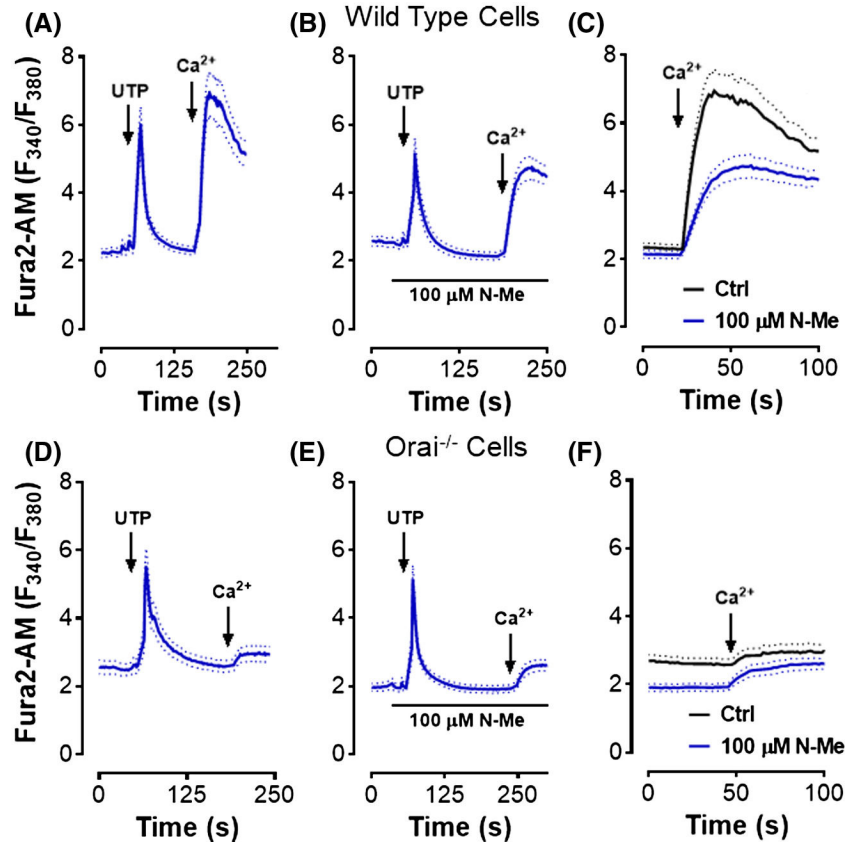 Wild Type Cells
(A)
(B)
(C)
Fura2-AM (F340/F380)
8
6
4
2
0
UTP
Ca²⁺
0 125 250
Time (s)
8
6
4
2
0
UTP
Ca²⁺
100 μM N-Me
0 125 250
Time (s)
8
6
4
2
0
Ca²⁺
Ctrl
100 μM N-Me
0 50 100
Time (s)
Orai-/- Cells
(D)
(E)
(F)
Fura2-AM (F340/F380)
8
6
4
2
0
UTP
Ca²⁺
0 125 250
Time (s)
8
6
4
2
0
UTP
Ca²⁺
100 μM N-Me
0 125 250
Time (s)
8
6
4
2
0
Ca²⁺
Ctrl
100 μM N-Me
0 50 100
Time (s)